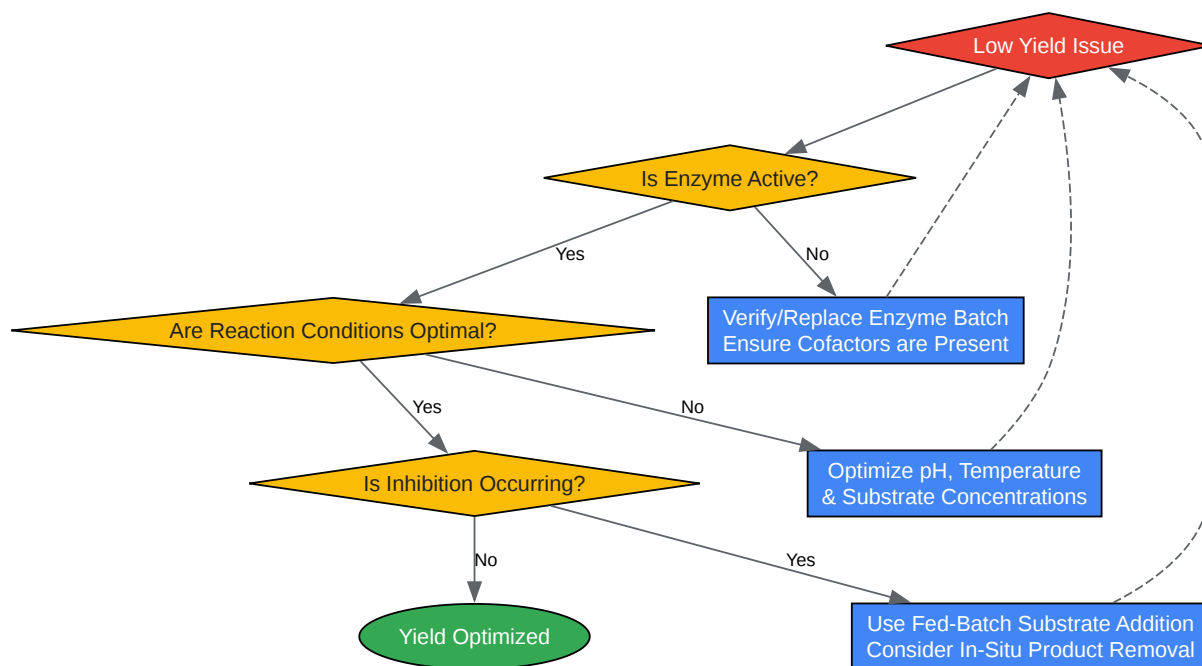 Low Yield Issue
Is Enzyme Active?
Yes
No
Verify/Replace Enzyme Batch
Ensure Cofactors are Present
Are Reaction Conditions Optimal?
Yes
No
Optimize pH, Temperature
& Substrate Concentrations
Is Inhibition Occurring?
No
Yes
Yield Optimized
Use Fed-Batch Substrate Addition
Consider In-Situ Product Removal